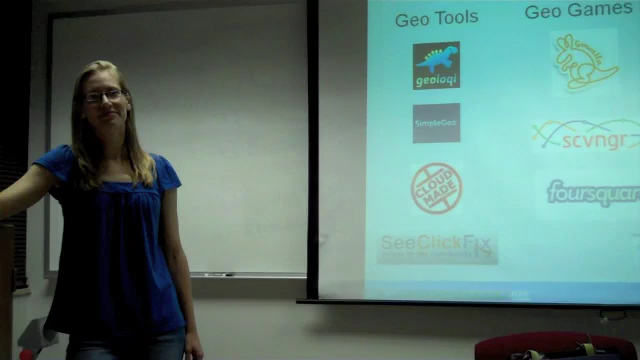 Geo Tools
Geo Games
geoloqi
SimpleGeo
scvngr
CLOUD
MADE
foursquar
SeeClickFix